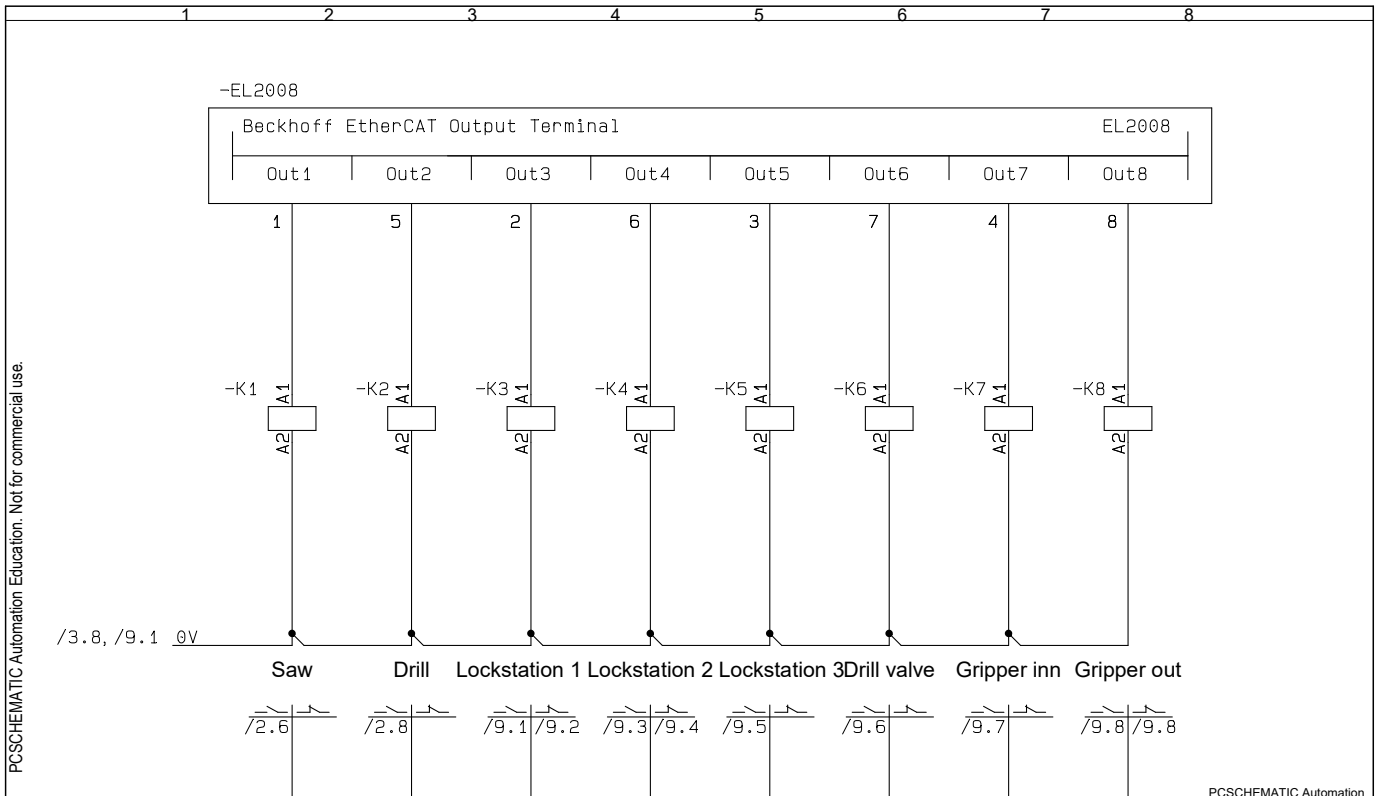 1 2 3 4 5 6 7 8
-EL2008
Beckhoff EtherCAT Output Terminal EL2008
Out1 Out2 Out3 Out4 Out5 Out6 Out7 Out8
1 5 2 6 3 7 4 8
-K1 A1 -K2 A1 -K3 A1 -K4 A1 -K5 A1 -K6 A1 -K7 A1 -K8 A1
A2 A2 A2 A2 A2 A2 A2 A2
/3.8,/9.1 0V
Saw Drill Lockstation 1 Lockstation 2 Lockstation 3 Drill valve Gripper inn Gripper out
/2.6 /2.8 /9.1 /9.2 /9.3 /9.4 /9.5 /9.6 /9.7 /9.8 /9.8
PCSCHEMATIC Automation Education. Not for commercial use.
PCSCHEMATIC Automation